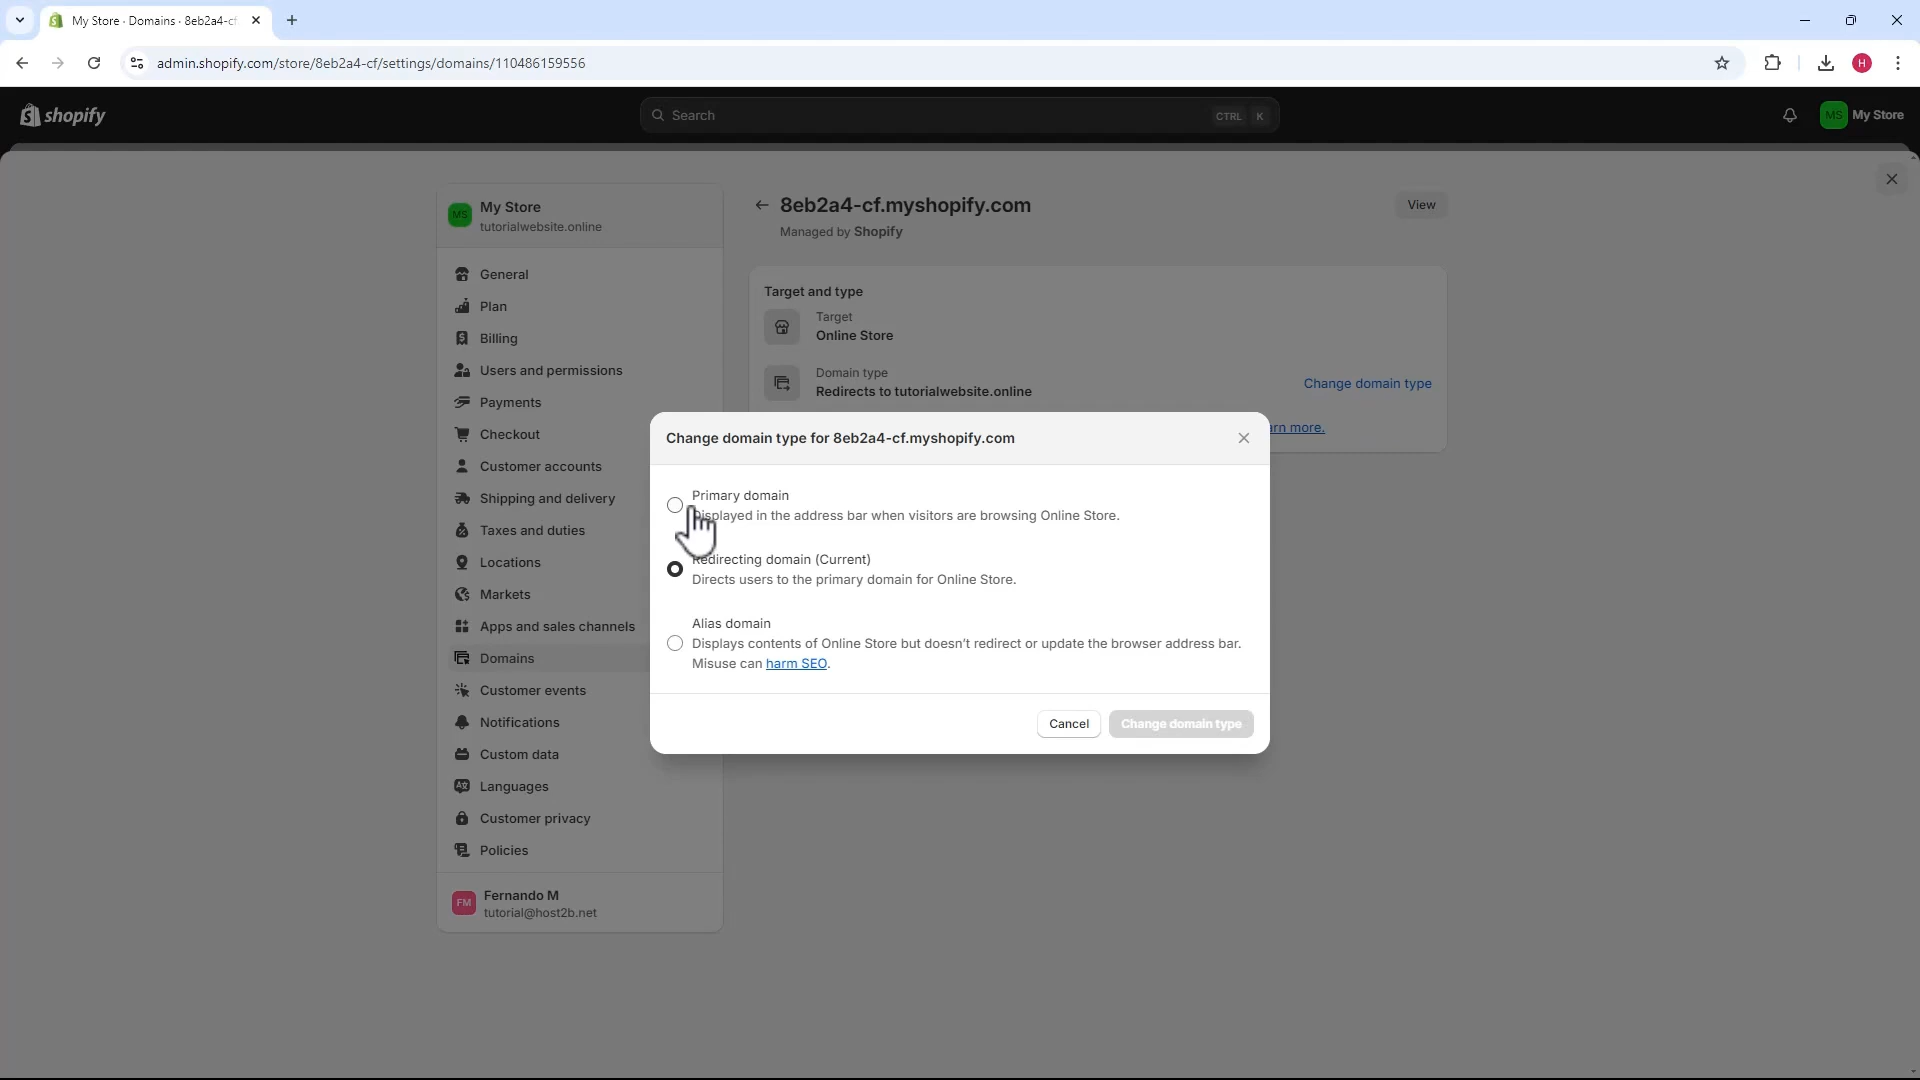 My Store · Domains · 8eb2a4-cf
admin.shopify.com/store/8eb2a4-cf/settings/domains/110486159556
H
shopify
Search
CTRL K
MS
My Store
MS
My Store
tutorialwebsite.online
General
Plan
Billing
Users and permissions
Payments
Checkout
Customer accounts
Shipping and delivery
Taxes and duties
Locations
Markets
Apps and sales channels
Domains
Customer events
Notifications
Custom data
Languages
Customer privacy
Policies
FM
Fernando M
tutorial@host2b.net
8eb2a4-cf.myshopify.com
View
Managed by Shopify
Target and type
Target
Online Store
Domain type
Redirects to tutorialwebsite.online
Change domain type
arn more.
Change domain type for 8eb2a4-cf.myshopify.com
Primary domain
Displayed in the address bar when visitors are browsing Online Store.
Redirecting domain (Current)
Directs users to the primary domain for Online Store.
Alias domain
Displays contents of Online Store but doesn't redirect or update the browser address bar.
Misuse can harm SEO.
Cancel
Change domain type